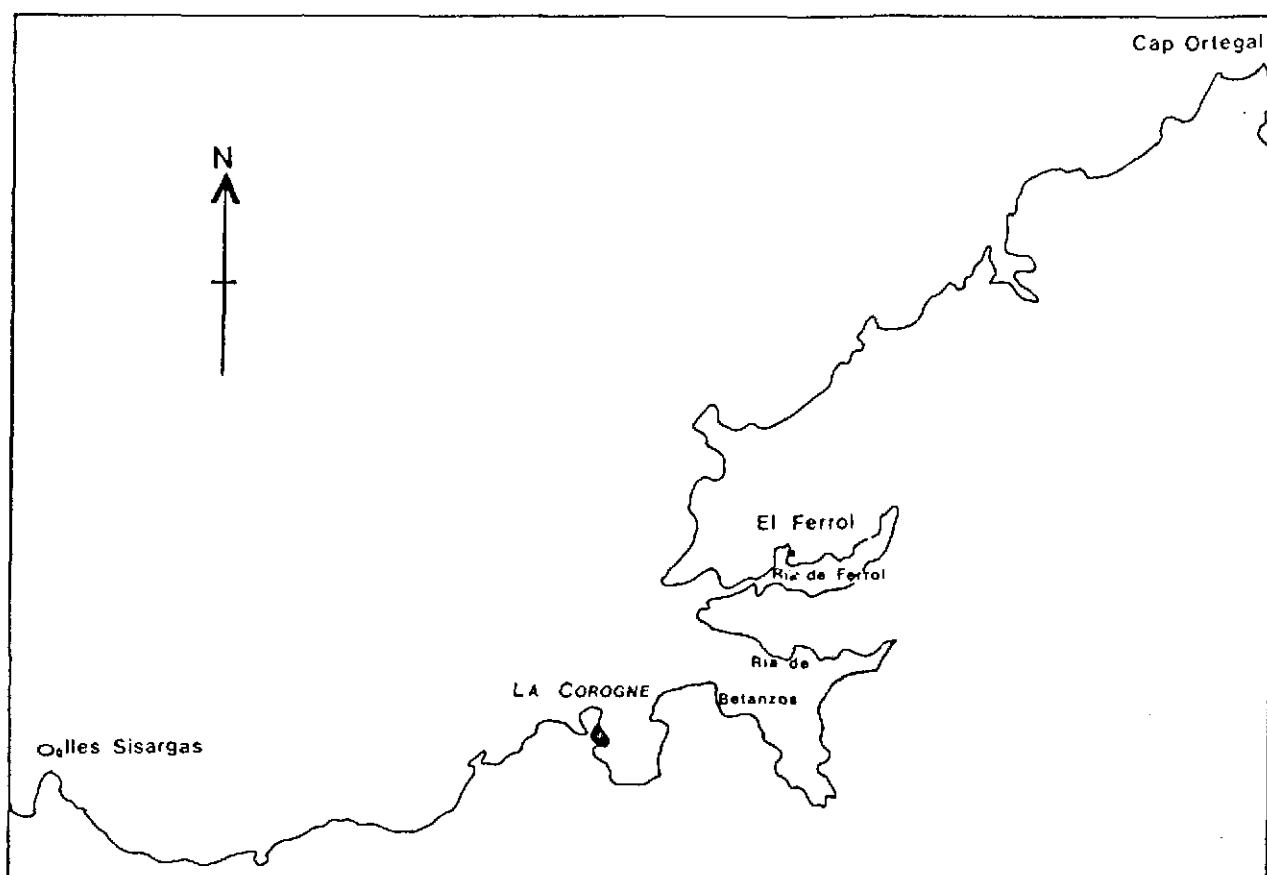 Cap Ortegal
N
El Ferrol
Ria de Ferrol
Ria de
Betanzos
LA COROGNE
Iles Sisargas